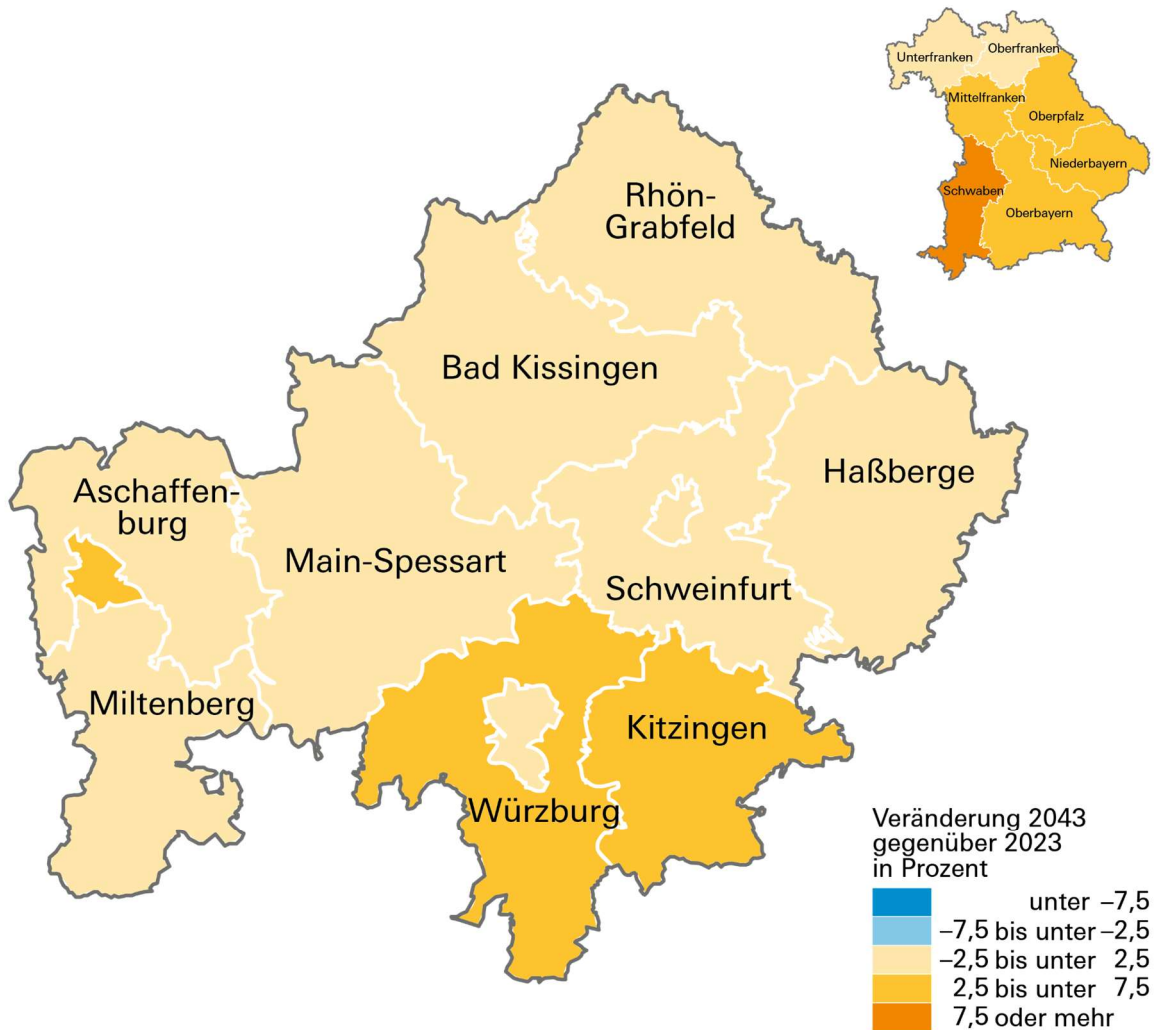 Unterfranken
Oberfranken
Mittelfranken
Oberpfalz
Niederbayern
Schwaben
Oberbayern
Rhön-
Grabfeld
Bad Kissingen
Haßberge
Aschaffen-
burg
Main-Spessart
Schweinfurt
Miltenberg
Kitzingen
Würzburg
Veränderung 2043
gegenüber 2023
in Prozent
unter –7,5
–7,5 bis unter –2,5
–2,5 bis unter 2,5
2,5 bis unter 7,5
7,5 oder mehr